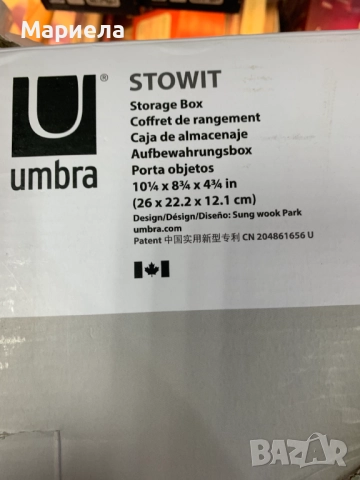 Мариела
U®
umbra
STOWIT
Storage Box
Coffret de rangement
Caja de almacenaje
Aufbewahrungsbox
Porta objetos
10¼ x 8¾ x 4¾ in
(26 x 22.2 x 12.1 cm)
Design/Désign/Diseño: Sung wook Park
umbra.com
Patent 中国实用新型专利 CN 204861656 U
BAZAR